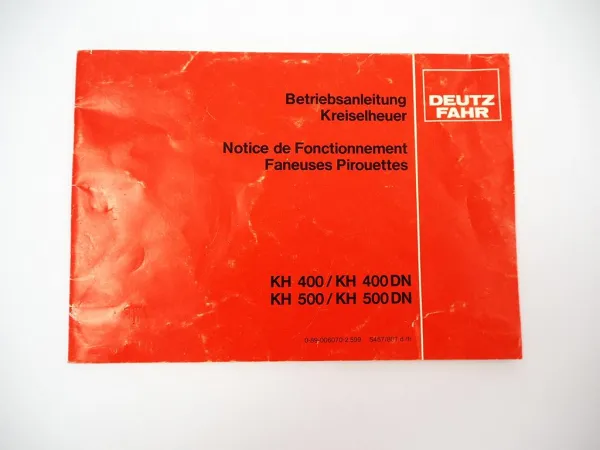 Betriebsanleitung
Kreiselheuer
DEUTZ
FAHR
Notice de Fonctionnement
Faneuses Pirouettes
KH 400 / KH 400 DN
KH 500 / KH 500 DN